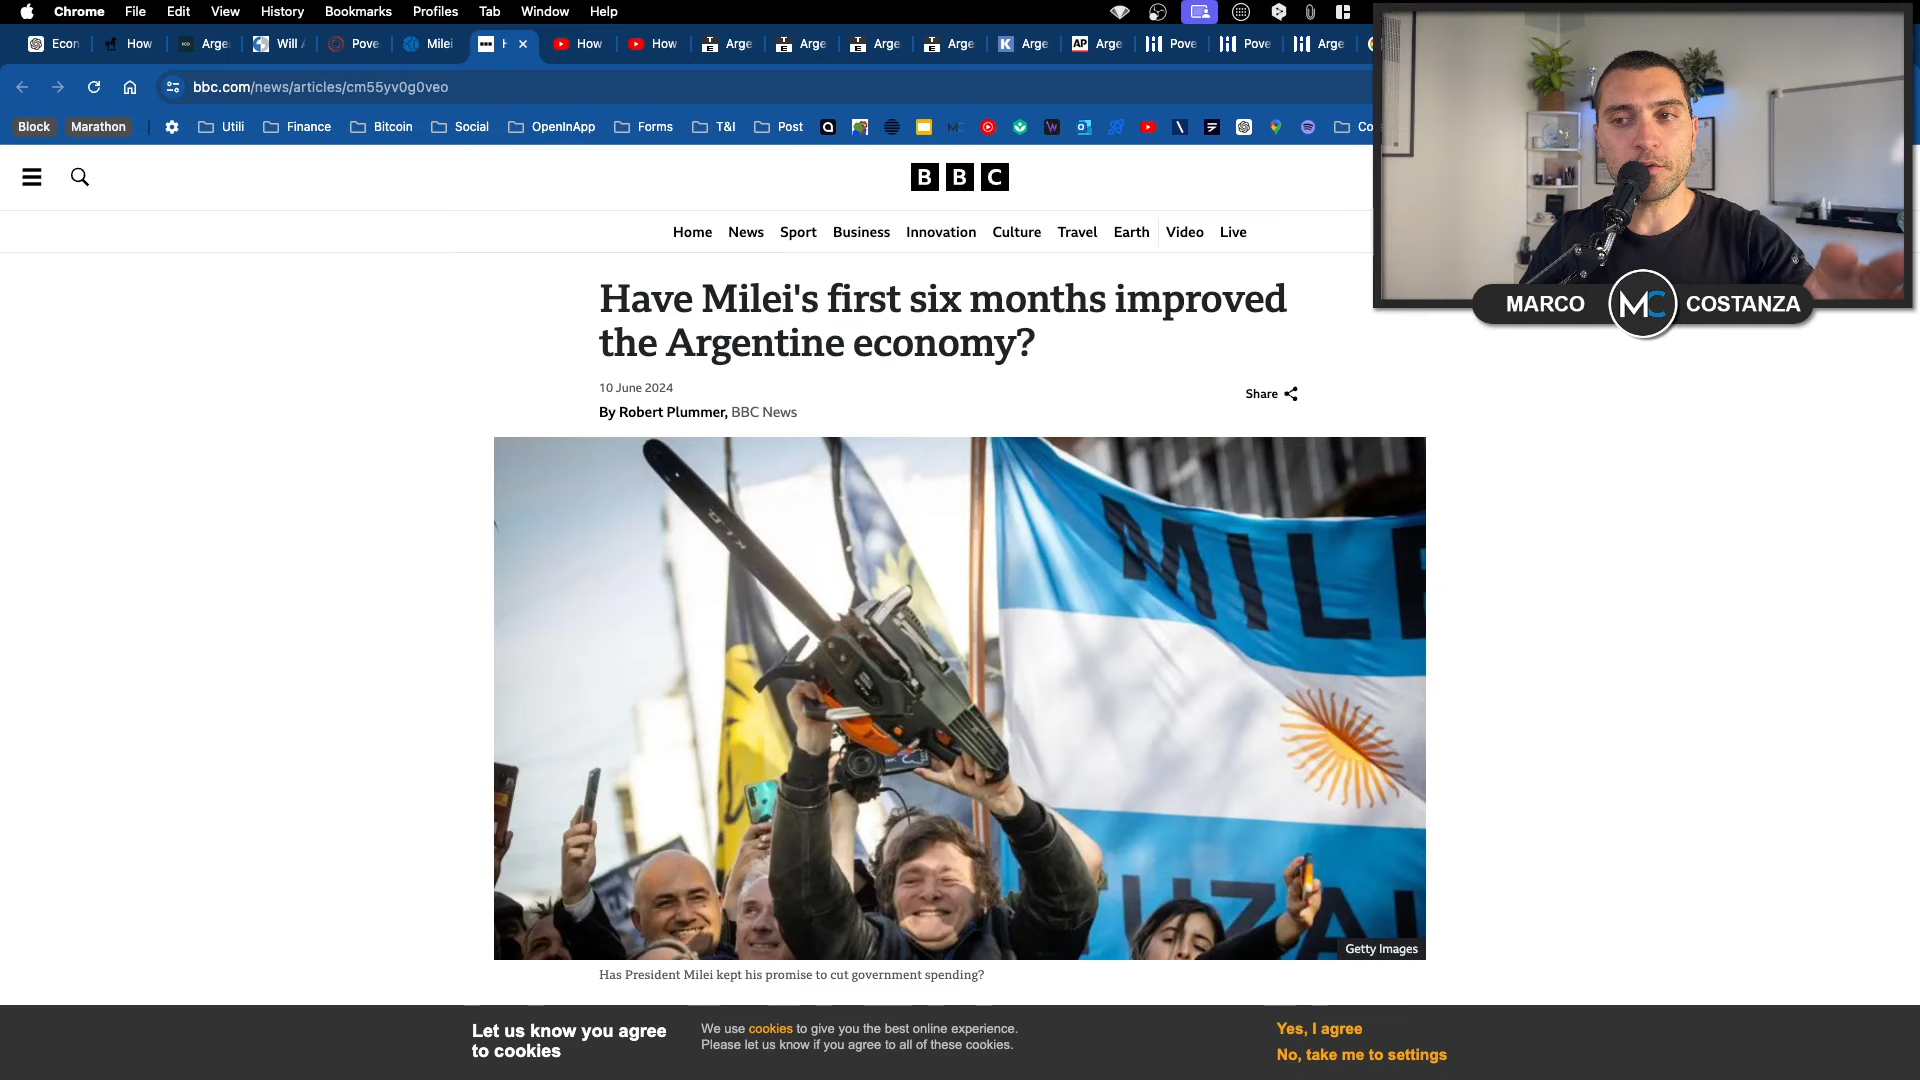 Chrome File Edit View History Bookmarks Profiles Tab Window Help
Econ How Arge Will Pove Milei H How How Arge Arge Arge Arge Arge AP Arge Pove Pove Arge
bbc.com/news/articles/cm55yv0g0veo
Block Marathon Utili Finance Bitcoin Social OpenInApp Forms T&I Post Co
BBC
Home News Sport Business Innovation Culture Travel Earth Video Live
MARCO MC COSTANZA
Have Milei's first six months improved
the Argentine economy?
10 June 2024
Share
By Robert Plummer, BBC News
MILE
TUZA
Getty Images
Has President Milei kept his promise to cut government spending?
Let us know you agree
to cookies
We use cookies to give you the best online experience.
Please let us know if you agree to all of these cookies.
Yes, I agree
No, take me to settings